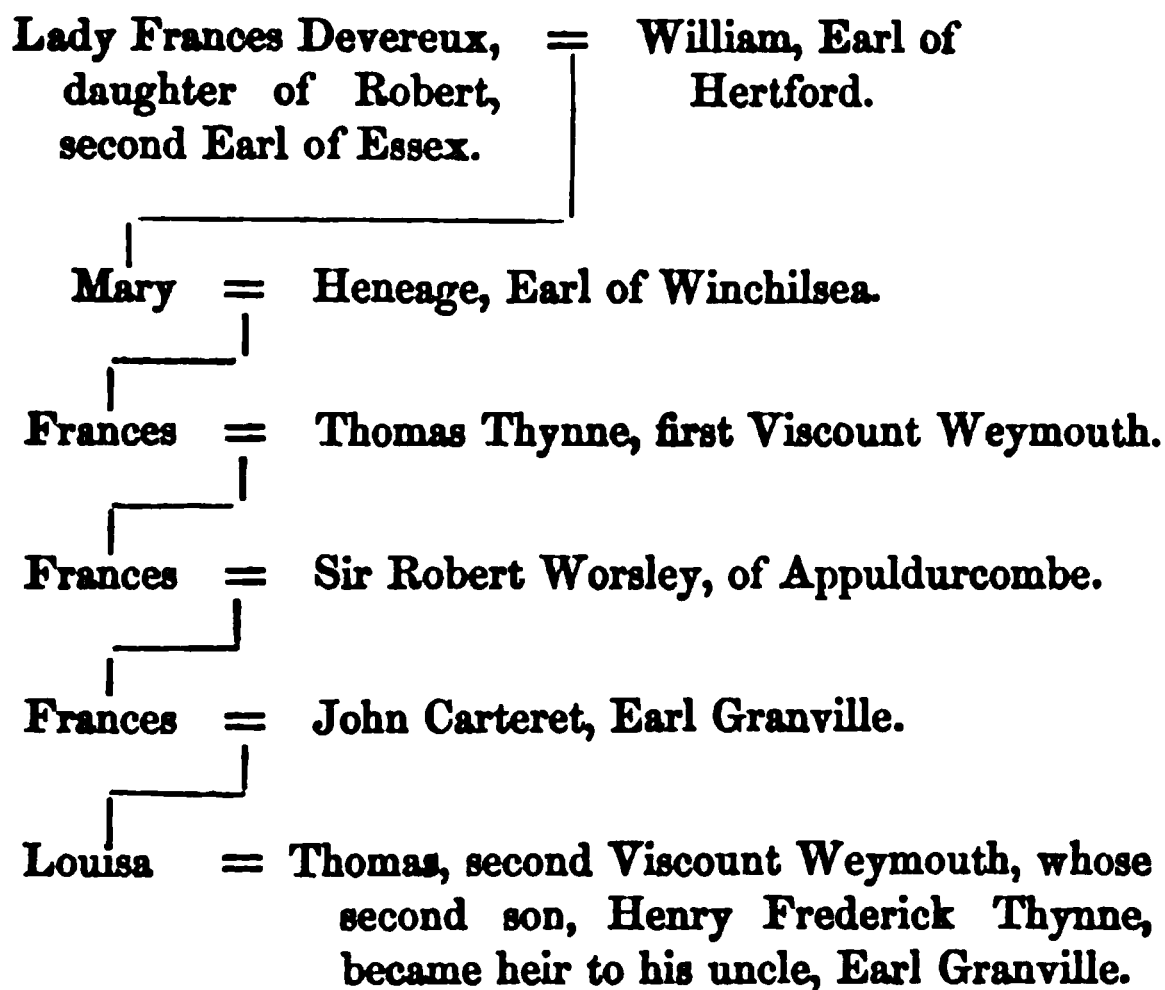 Lady Frances Devereux, = William, Earl of
daughter of Robert, Hertford.
second Earl of Essex.
Mary = Heneage, Earl of Winchilsea.
Frances = Thomas Thynne, first Viscount Weymouth.
Frances = Sir Robert Worsley, of Appuldurcombe.
Frances = John Carteret, Earl Granville.
Louisa = Thomas, second Viscount Weymouth, whose
second son, Henry Frederick Thynne,
became heir to his uncle, Earl Granville.